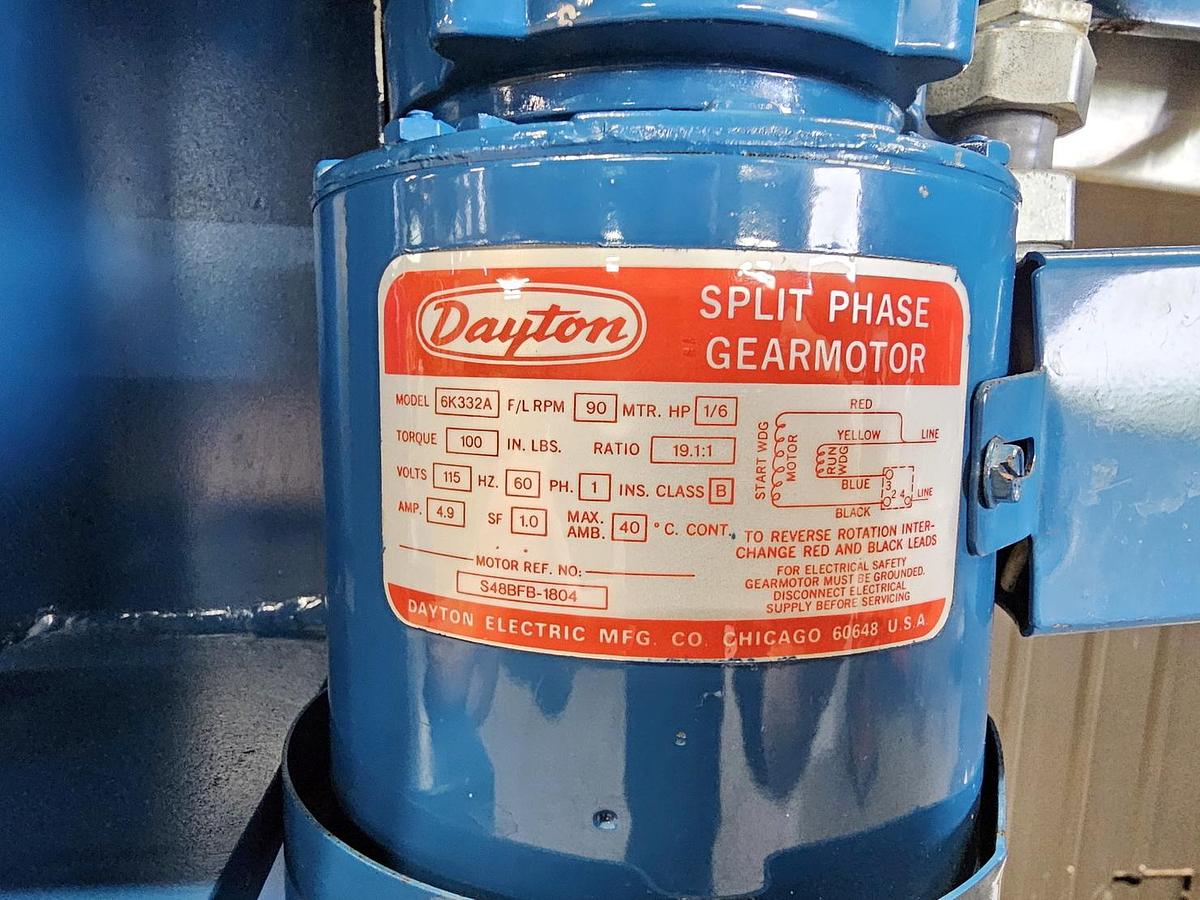 Dayton
SPLIT PHASE
GEARMOTOR
MODEL 6K332A F/L RPM 90 MTR. HP 1/6
TORQUE 100 IN. LBS. RATIO 19.1:1
VOLTS 115 HZ. 60 PH. 1 INS. CLASS B
AMP. 4.9 SF 1.0 MAX. AMB. 40 °C. CONT.
MOTOR REF. NO:
S48BFB-1804
RED
YELLOW LINE
START WDG
MOTOR
RUN WDG
BLUE 3
2 4 LINE
BLACK
TO REVERSE ROTATION INTER-
CHANGE RED AND BLACK LEADS
FOR ELECTRICAL SAFETY
GEARMOTOR MUST BE GROUNDED.
DISCONNECT ELECTRICAL
SUPPLY BEFORE SERVICING
DAYTON ELECTRIC MFG. CO. CHICAGO 60648 U.S.A.